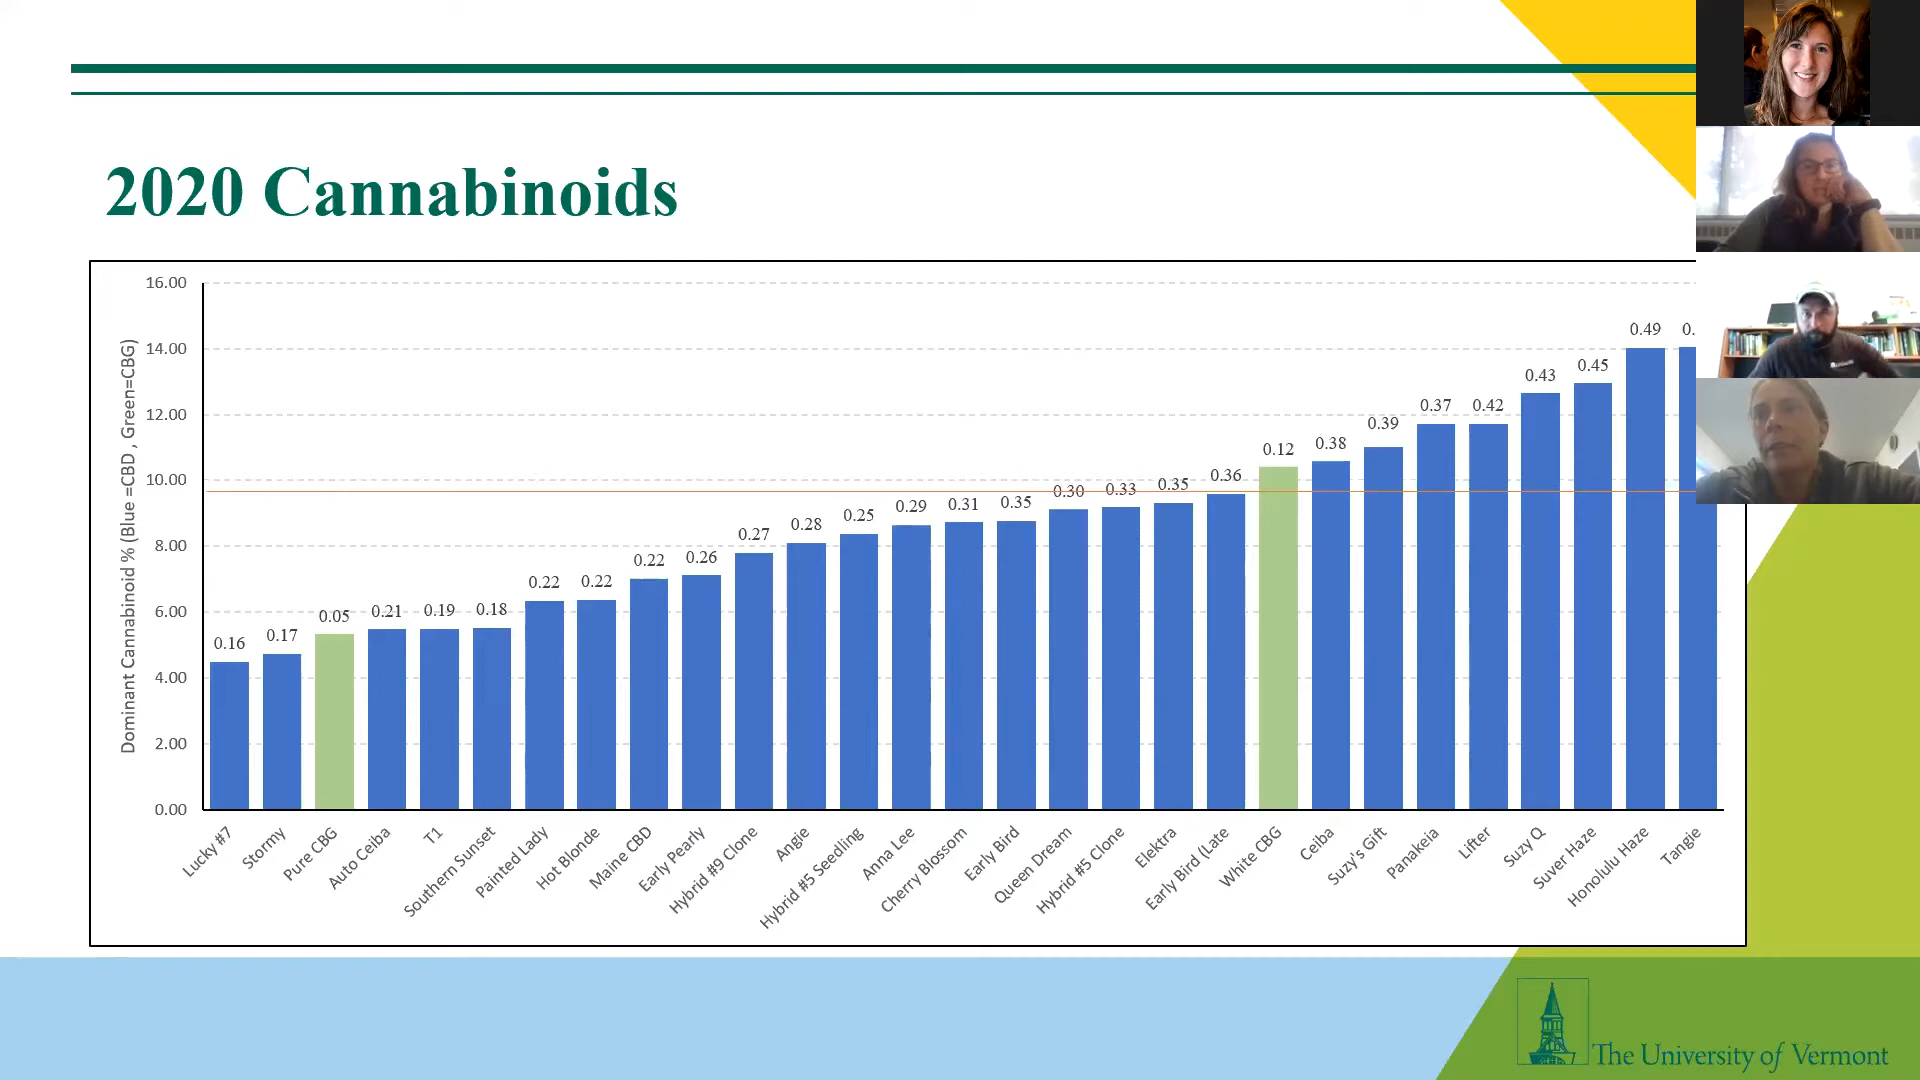 2020 Cannabinoids
Dominant Cannabinoid % (Blue =CBD , Green=CBG)
16.00
14.00
12.00
10.00
8.00
6.00
4.00
2.00
0.00
0.16
0.17
0.05
0.21
0.19
0.18
0.22
0.22
0.22
0.26
0.27
0.28
0.25
0.29
0.31
0.35
0.30
0.33
0.35
0.36
0.12
0.38
0.39
0.37
0.42
0.43
0.45
0.49
0.
Lucky #7
Stormy
Pure CBG
Auto Ceiba
T1
Southern Sunset
Painted Lady
Hot Blonde
Maine CBD
Early Pearly
Hybrid #9 Clone
Angie
Hybrid #5 Seedling
Anna Lee
Cherry Blossom
Early Bird
Queen Dream
Hybrid #5 Clone
Elektra
Early Bird (Late
White CBG
Ceiba
Suzy's Gift
Panakeia
Lifter
Suzy Q
Suver Haze
Honolulu Haze
Tangie
The University of Vermont